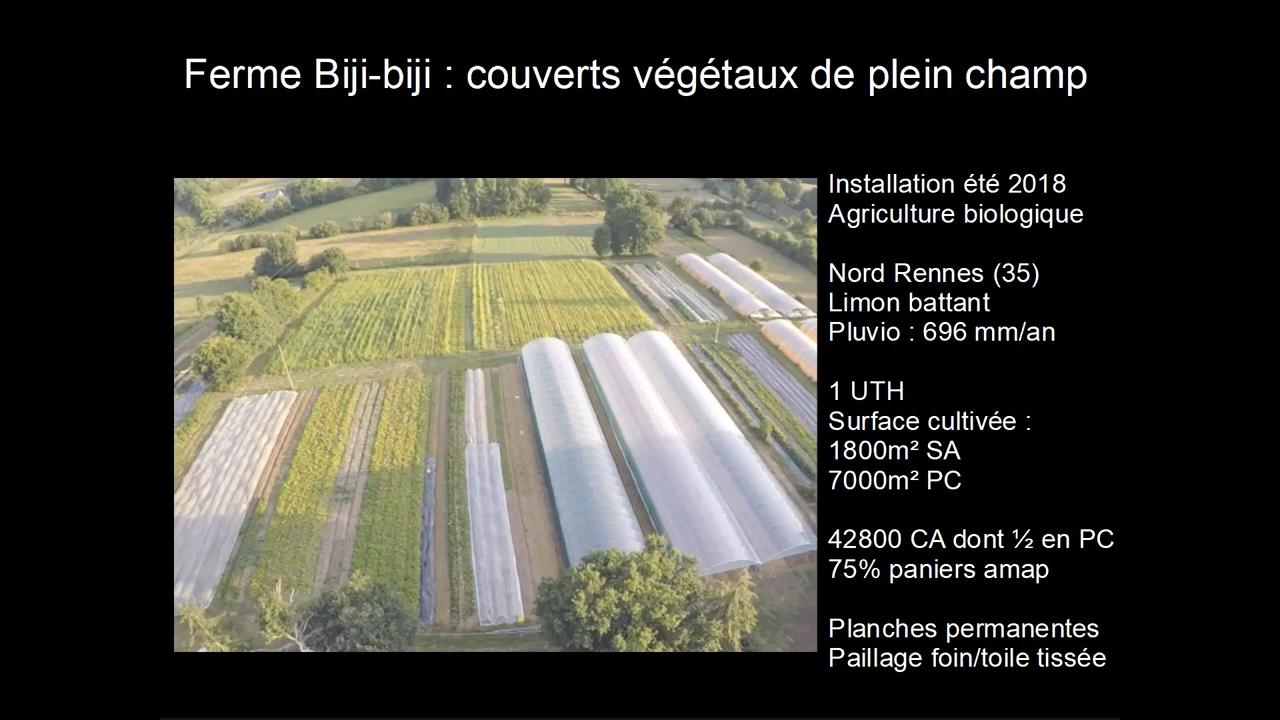 Ferme Biji-biji : couverts végétaux de plein champ
Installation été 2018
Agriculture biologique
Nord Rennes (35)
Limon battant
Pluvio : 696 mm/an
1 UTH
Surface cultivée :
1800m² SA
7000m² PC
42800 CA dont ½ en PC
75% paniers amap
Planches permanentes
Paillage foin/toile tissée